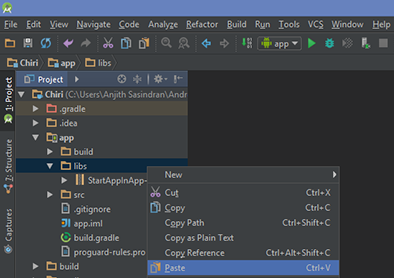 File Edit View Navigate Code Analyze Refactor Build Run Tools VCS Window Help
app
Chiri app libs
1: Project
Project
Chiri (C:\Users\Anjith Sasindran\Andr
.gradle
.idea
app
build
libs
StartAppInApp-
src
.gitignore
app.iml
build.gradle
proguard-rules.pro
build
7: Structure
Captures
New
Cut Ctrl+X
Copy Ctrl+C
Copy Path Ctrl+Shift+C
Copy as Plain Text
Copy Reference Ctrl+Alt+Shift+C
Paste Ctrl+V